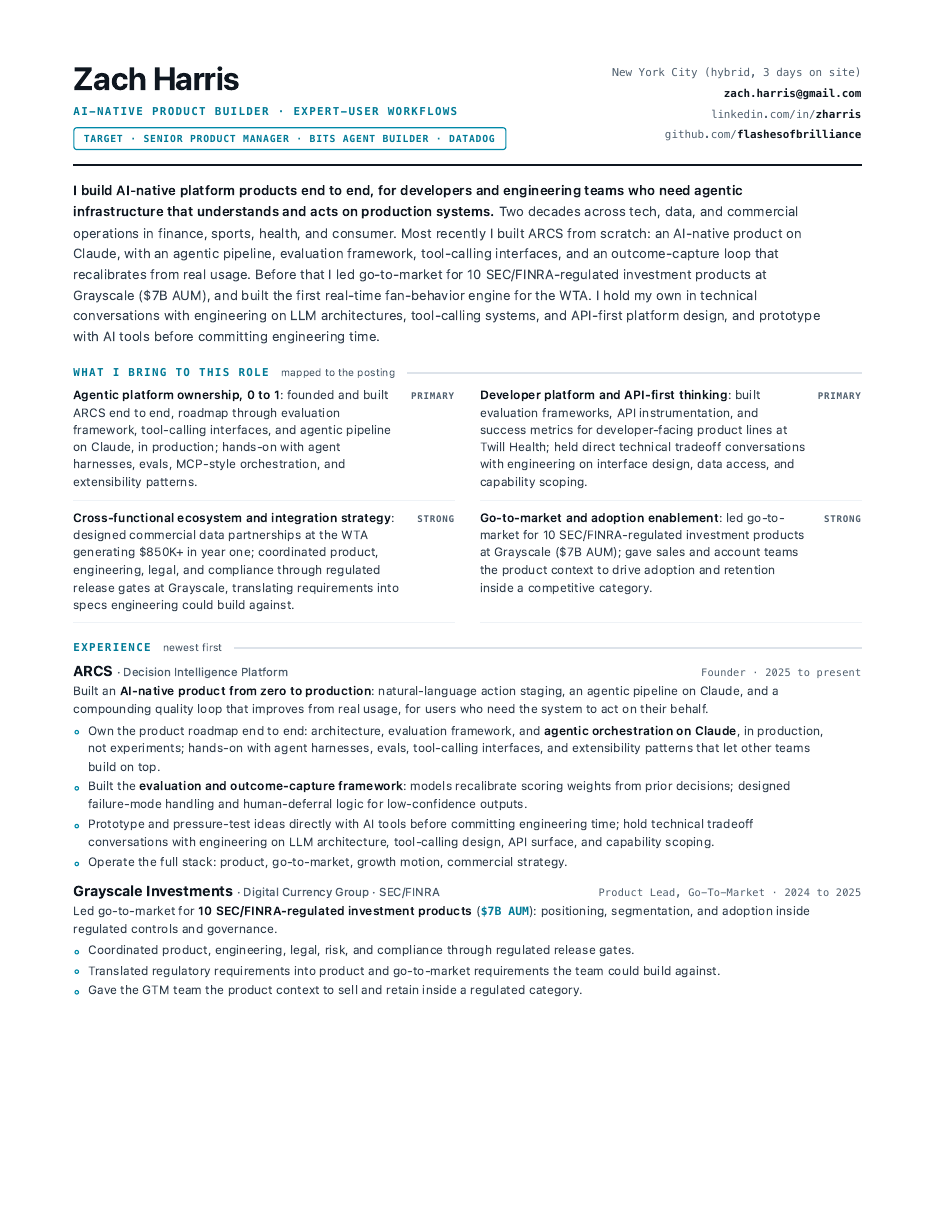 Zach Harris
AI-NATIVE PRODUCT BUILDER · EXPERT-USER WORKFLOWS
TARGET · SENIOR PRODUCT MANAGER · BITS AGENT BUILDER · DATADOG
New York City (hybrid, 3 days on site)
zach.harris@gmail.com
linkedin.com/in/zharris
github.com/flashesofbrilliance
I build AI-native platform products end to end, for developers and engineering teams who need agentic
infrastructure that understands and acts on production systems. Two decades across tech, data, and commercial
operations in finance, sports, health, and consumer. Most recently I built ARCS from scratch: an AI-native product on
Claude, with an agentic pipeline, evaluation framework, tool-calling interfaces, and an outcome-capture loop that
recalibrates from real usage. Before that I led go-to-market for 10 SEC/FINRA-regulated investment products at
Grayscale ($7B AUM), and built the first real-time fan-behavior engine for the WTA. I hold my own in technical
conversations with engineering on LLM architectures, tool-calling systems, and API-first platform design, and prototype
with AI tools before committing engineering time.
WHAT I BRING TO THIS ROLE mapped to the posting
Agentic platform ownership, 0 to 1: founded and built PRIMARY
ARCS end to end, roadmap through evaluation
framework, tool-calling interfaces, and agentic pipeline
on Claude, in production; hands-on with agent
harnesses, evals, MCP-style orchestration, and
extensibility patterns.
Developer platform and API-first thinking: built PRIMARY
evaluation frameworks, API instrumentation, and
success metrics for developer-facing product lines at
Twill Health; held direct technical tradeoff conversations
with engineering on interface design, data access, and
capability scoping.
Cross-functional ecosystem and integration strategy: STRONG
designed commercial data partnerships at the WTA
generating $850K+ in year one; coordinated product,
engineering, legal, and compliance through regulated
release gates at Grayscale, translating requirements into
specs engineering could build against.
Go-to-market and adoption enablement: led go-to- STRONG
market for 10 SEC/FINRA-regulated investment products
at Grayscale ($7B AUM); gave sales and account teams
the product context to drive adoption and retention
inside a competitive category.
EXPERIENCE newest first
ARCS · Decision Intelligence Platform Founder · 2025 to present
Built an AI-native product from zero to production: natural-language action staging, an agentic pipeline on Claude, and a
compounding quality loop that improves from real usage, for users who need the system to act on their behalf.
Own the product roadmap end to end: architecture, evaluation framework, and agentic orchestration on Claude, in production,
not experiments; hands-on with agent harnesses, evals, tool-calling interfaces, and extensibility patterns that let other teams
build on top.
Built the evaluation and outcome-capture framework: models recalibrate scoring weights from prior decisions; designed
failure-mode handling and human-deferral logic for low-confidence outputs.
Prototype and pressure-test ideas directly with AI tools before committing engineering time; hold technical tradeoff
conversations with engineering on LLM architecture, tool-calling design, API surface, and capability scoping.
Operate the full stack: product, go-to-market, growth motion, commercial strategy.
Grayscale Investments · Digital Currency Group · SEC/FINRA Product Lead, Go-To-Market · 2024 to 2025
Led go-to-market for 10 SEC/FINRA-regulated investment products ($7B AUM): positioning, segmentation, and adoption inside
regulated controls and governance.
Coordinated product, engineering, legal, risk, and compliance through regulated release gates.
Translated regulatory requirements into product and go-to-market requirements the team could build against.
Gave the GTM team the product context to sell and retain inside a regulated category.